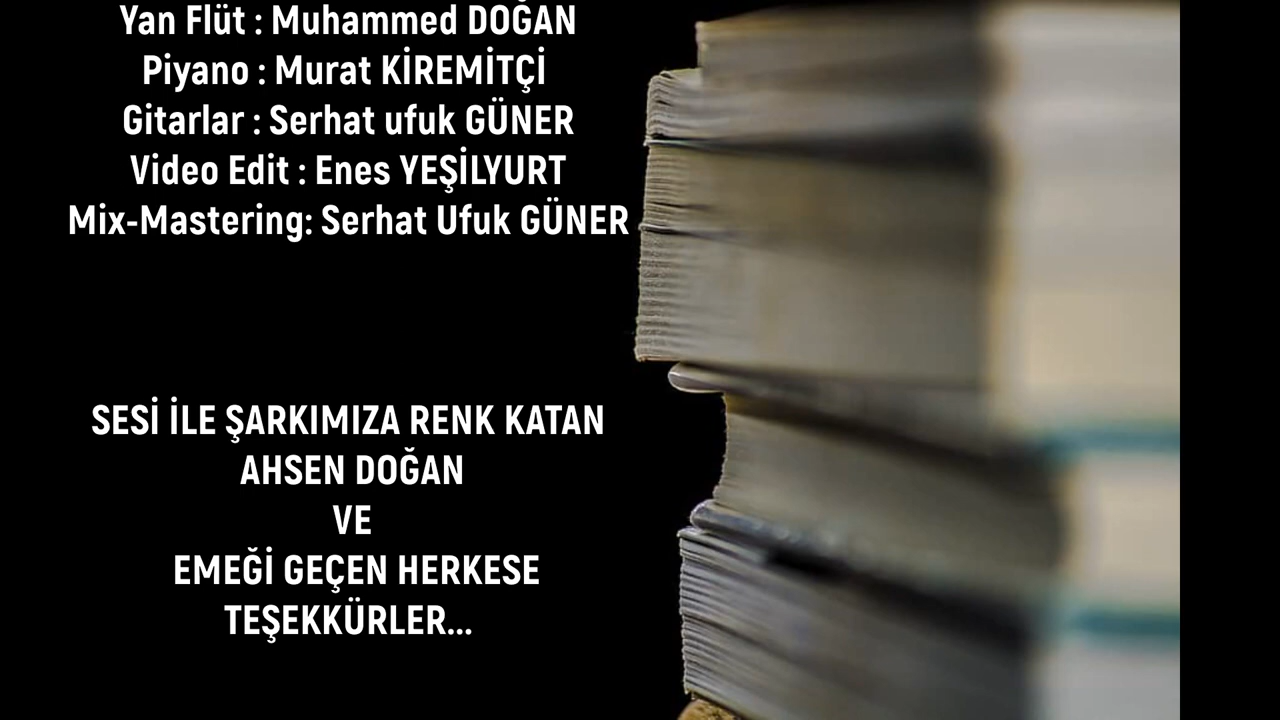 Yan Flüt : Muhammed DOĞAN
Piyano : Murat KİREMİTÇİ
Gitarlar : Serhat ufuk GÜNER
Video Edit : Enes YEŞİLYURT
Mix-Mastering: Serhat Ufuk GÜNER
SESİ İLE ŞARKIMIZA RENK KATAN
AHSEN DOĞAN
VE
EMEĞİ GEÇEN HERKESE
TEŞEKKÜRLER...